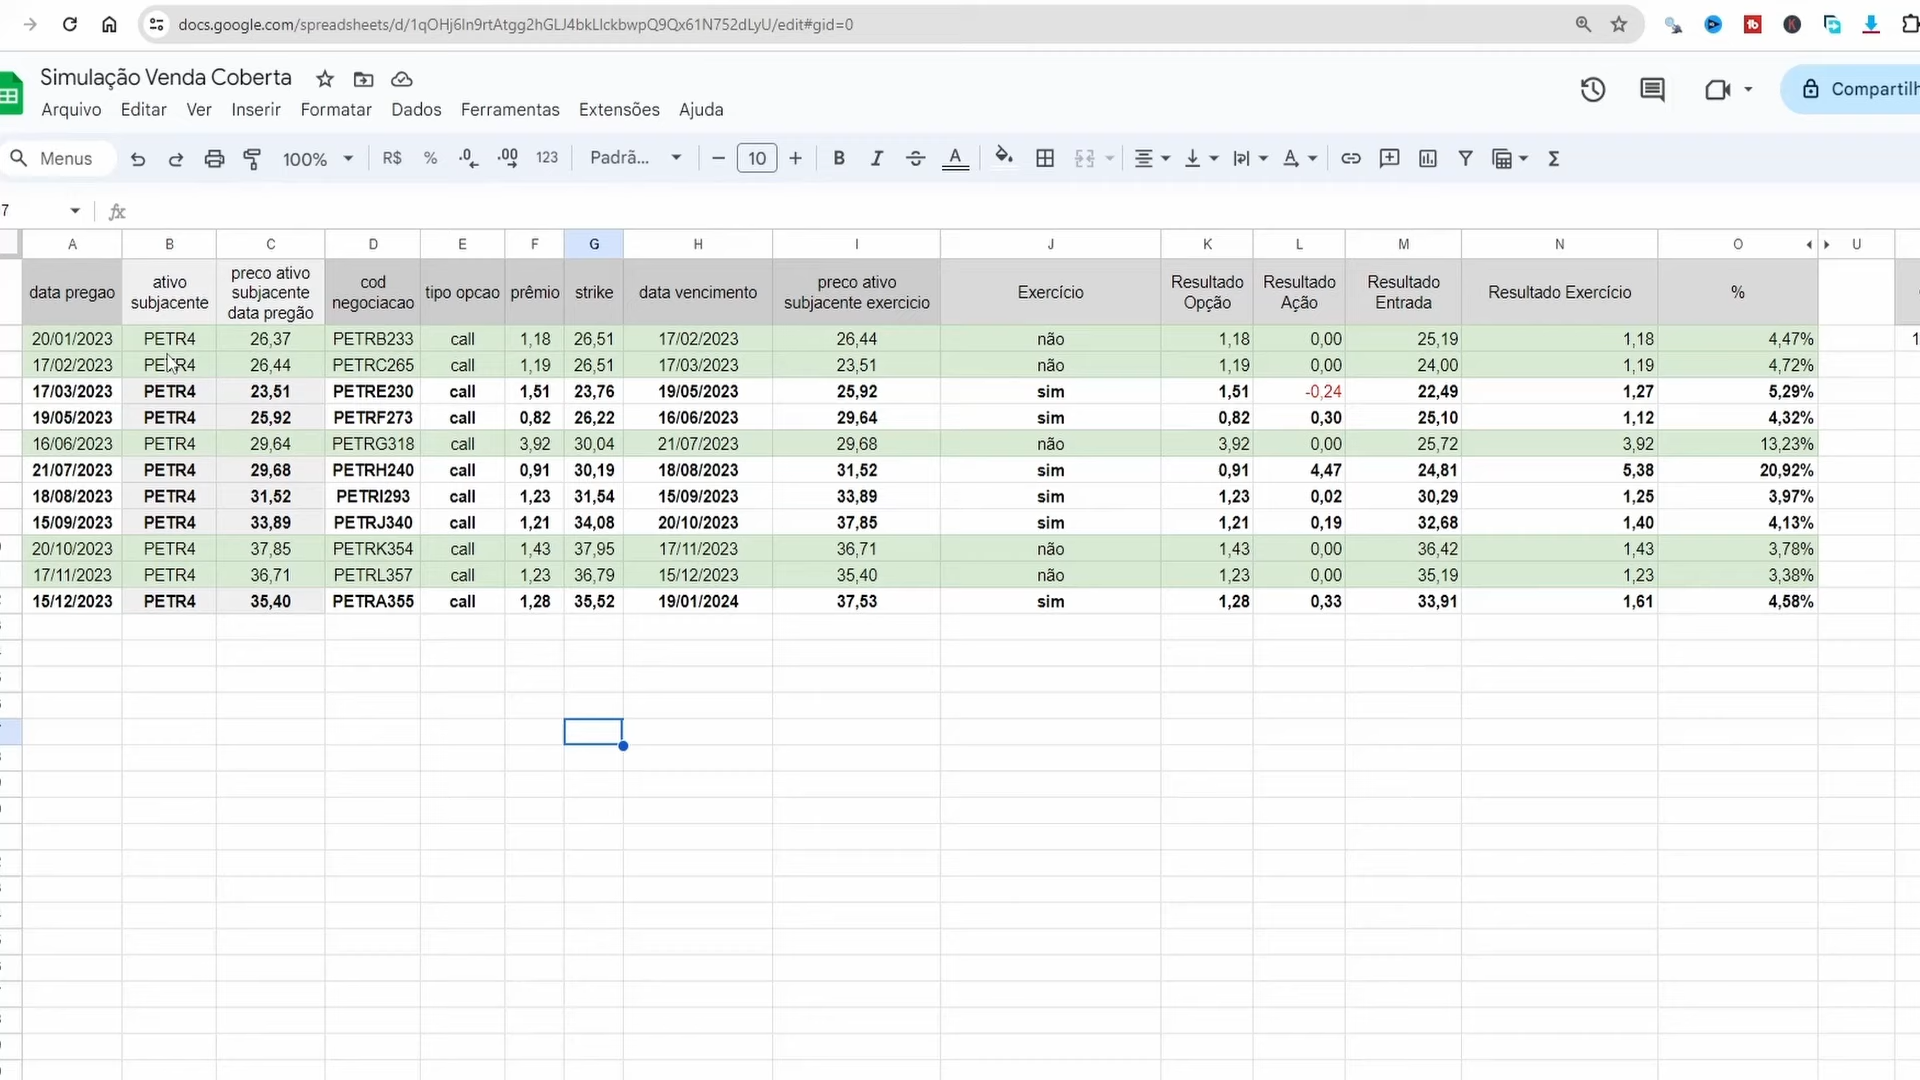 docs.google.com/spreadsheets/d/1qOHj6In9rtAtgg2hGLJ4bkLIckbwpQ9Qx61N752dLyU/edit#gid=0
Simulação Venda Coberta
Arquivo Editar Ver Inserir Formatar Dados Ferramentas Extensões Ajuda
Compartilh
Menus 100% R$ % .0 .00 123 Padrã... 10
7 fx
A B C D E F G H I J K L M N O U
data pregao ativo subjacente preco ativo subjacente data pregão cod negociacao tipo opcao prêmio strike data vencimento preco ativo subjacente exercicio Exercício Resultado Opção Resultado Ação Resultado Entrada Resultado Exercício %
20/01/2023 PETR4 26,37 PETRB233 call 1,18 26,51 17/02/2023 26,44 não 1,18 0,00 25,19 1,18 4,47%
17/02/2023 PETR4 26,44 PETRC265 call 1,19 26,51 17/03/2023 23,51 não 1,19 0,00 24,00 1,19 4,72%
17/03/2023 PETR4 23,51 PETRE230 call 1,51 23,76 19/05/2023 25,92 sim 1,51 -0,24 22,49 1,27 5,29%
19/05/2023 PETR4 25,92 PETRF273 call 0,82 26,22 16/06/2023 29,64 sim 0,82 0,30 25,10 1,12 4,32%
16/06/2023 PETR4 29,64 PETRG318 call 3,92 30,04 21/07/2023 29,68 não 3,92 0,00 25,72 3,92 13,23%
21/07/2023 PETR4 29,68 PETRH240 call 0,91 30,19 18/08/2023 31,52 sim 0,91 4,47 24,81 5,38 20,92%
18/08/2023 PETR4 31,52 PETRI293 call 1,23 31,54 15/09/2023 33,89 sim 1,23 0,02 30,29 1,25 3,97%
15/09/2023 PETR4 33,89 PETRJ340 call 1,21 34,08 20/10/2023 37,85 sim 1,21 0,19 32,68 1,40 4,13%
20/10/2023 PETR4 37,85 PETRK354 call 1,43 37,95 17/11/2023 36,71 não 1,43 0,00 36,42 1,43 3,78%
17/11/2023 PETR4 36,71 PETRL357 call 1,23 36,79 15/12/2023 35,40 não 1,23 0,00 35,19 1,23 3,38%
15/12/2023 PETR4 35,40 PETRA355 call 1,28 35,52 19/01/2024 37,53 sim 1,28 0,33 33,91 1,61 4,58%